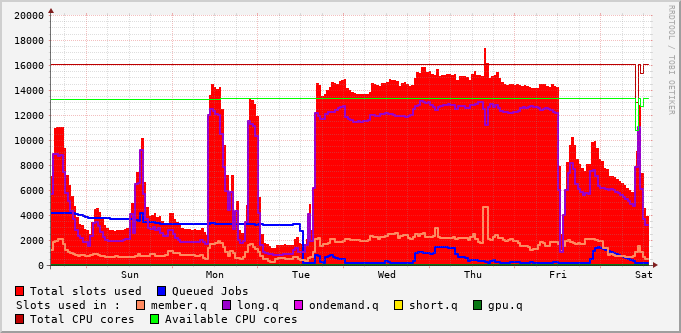 20000
18000
16000
14000
12000
10000
8000
6000
4000
2000
0
Sun Mon Tue Wed Thu Fri Sat
Total slots used Queued Jobs
Slots used in : member.q long.q ondemand.q short.q gpu.q
Total CPU cores Available CPU cores
RRDTOOL / TOBI OETIKER